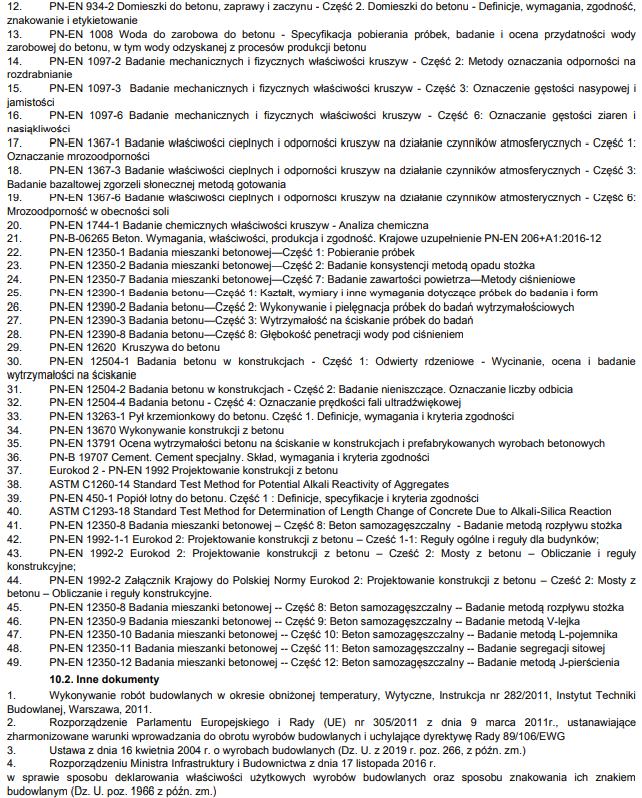 12. PN-EN 934-2 Domieszki do betonu, zaprawy i zaczynu - Część 2. Domieszki do betonu - Definicje, wymagania, zgodność,
znakowanie i etykietowanie
13. PN-EN 1008 Woda do zarobowa do betonu - Specyfikacja pobierania próbek, badanie i ocena przydatności wody
zarobowej do betonu, w tym wody odzyskanej z procesów produkcji betonu
14. PN-EN 1097-2 Badanie mechanicznych i fizycznych właściwości kruszyw - Część 2: Metody oznaczania odporności na
rozdrabnianie
15. PN-EN 1097-3 Badanie mechanicznych i fizycznych właściwości kruszyw - Część 3: Oznaczenie gęstości nasypowej i
jamistości
16. PN-EN 1097-6 Badanie mechanicznych i fizycznych właściwości kruszyw - Część 6: Oznaczanie gęstości ziaren i
nasiąkliwości
17. PN-EN 1367-1 Badanie właściwości cieplnych i odporności kruszyw na działanie czynników atmosferycznych - Część 1:
Oznaczanie mrozoodporności
18. PN-EN 1367-3 Badanie właściwości cieplnych i odporności kruszyw na działanie czynników atmosferycznych - Część 3:
Badanie bazaltowej zgorzeli słonecznej metodą gotowania
19. PN-EN 1367-6 Badanie właściwości cieplnych i odporności kruszyw na działanie czynników atmosferycznych - Część 6:
Mrozoodporność w obecności soli
20. PN-EN 1744-1 Badanie chemicznych właściwości kruszyw - Analiza chemiczna
21. PN-B-06265 Beton. Wymagania, właściwości, produkcja i zgodność. Krajowe uzupełnienie PN-EN 206+A1:2016-12
22. PN-EN 12350-1 Badania mieszanki betonowej—Część 1: Pobieranie próbek
23. PN-EN 12350-2 Badania mieszanki betonowej—Część 2: Badanie konsystencji metodą opadu stożka
24. PN-EN 12350-7 Badania mieszanki betonowej—Część 7: Badanie zawartości powietrza—Metody ciśnieniowe
25. PN-EN 12390-1 Badania betonu—Część 1: Kształt, wymiary i inne wymagania dotyczące próbek do badania i form
26. PN-EN 12390-2 Badania betonu—Część 2: Wykonywanie i pielęgnacja próbek do badań wytrzymałościowych
27. PN-EN 12390-3 Badania betonu—Część 3: Wytrzymałość na ściskanie próbek do badań
28. PN-EN 12390-8 Badania betonu—Część 8: Głębokość penetracji wody pod ciśnieniem
29. PN-EN 12620 Kruszywa do betonu
30. PN-EN 12504-1 Badania betonu w konstrukcjach - Część 1: Odwierty rdzeniowe - Wycinanie, ocena i badanie
wytrzymałości na ściskanie
31. PN-EN 12504-2 Badania betonu w konstrukcjach - Część 2: Badanie nieniszczące. Oznaczanie liczby odbicia
32. PN-EN 12504-4 Badania betonu - Część 4: Oznaczanie prędkości fali ultradźwiękowej
33. PN-EN 13263-1 Pył krzemionkowy do betonu. Część 1. Definicje, wymagania i kryteria zgodności
34. PN-EN 13670 Wykonywanie konstrukcji z betonu
35. PN-EN 13791 Ocena wytrzymałości betonu na ściskanie w konstrukcjach i prefabrykowanych wyrobach betonowych
36. PN-B 19707 Cement. Cement specjalny. Skład, wymagania i kryteria zgodności
37. Eurokod 2 - PN-EN 1992 Projektowanie konstrukcji z betonu
38. ASTM C1260-14 Standard Test Method for Potential Alkali Reactivity of Aggregates
39. PN-EN 450-1 Popiół lotny do betonu. Część 1 : Definicje, specyfikacje i kryteria zgodności
40. ASTM C1293-18 Standard Test Method for Determination of Length Change of Concrete Due to Alkali-Silica Reaction
41. PN-EN 12350-8 Badania mieszanki betonowej – Część 8: Beton samozagęszczalny - Badanie metodą rozpływu stożka
42. PN-EN 1992-1-1 Eurokod 2: Projektowanie konstrukcji z betonu – Cześć 1-1: Reguły ogólne i reguły dla budynków;
43. PN-EN 1992-2 Eurokod 2: Projektowanie konstrukcji z betonu – Cześć 2: Mosty z betonu – Obliczanie i reguły
konstrukcyjne;
44. PN-EN 1992-2 Załącznik Krajowy do Polskiej Normy Eurokod 2: Projektowanie konstrukcji z betonu – Cześć 2: Mosty z
betonu – Obliczanie i reguły konstrukcyjne.
45. PN-EN 12350-8 Badania mieszanki betonowej -- Część 8: Beton samozagęszczalny -- Badanie metodą rozpływu stożka
46. PN-EN 12350-9 Badania mieszanki betonowej -- Część 9: Beton samozagęszczalny -- Badanie metodą V-lejka
47. PN-EN 12350-10 Badania mieszanki betonowej -- Część 10: Beton samozagęszczalny -- Badanie metodą L-pojemnika
48. PN-EN 12350-11 Badania mieszanki betonowej -- Część 11: Beton samozagęszczalny -- Badanie segregacji sitowej
49. PN-EN 12350-12 Badania mieszanki betonowej -- Część 12: Beton samozagęszczalny -- Badanie metodą J-pierścienia
10.2. Inne dokumenty
1. Wykonywanie robót budowlanych w okresie obniżonej temperatury, Wytyczne, Instrukcja nr 282/2011, Instytut Techniki
Budowlanej, Warszawa, 2011.
2. Rozporządzenie Parlamentu Europejskiego i Rady (UE) nr 305/2011 z dnia 9 marca 2011r., ustanawiające
zharmonizowane warunki wprowadzania do obrotu wyrobów budowlanych i uchylające dyrektywę Rady 89/106/EWG
3. Ustawa z dnia 16 kwietnia 2004 r. o wyrobach budowlanych (Dz. U. z 2019 r. poz. 266, z późn. zm.)
4. Rozporządzeniu Ministra Infrastruktury i Budownictwa z dnia 17 listopada 2016 r.
w sprawie sposobu deklarowania właściwości użytkowych wyrobów budowlanych oraz sposobu znakowania ich znakiem
budowlanym (Dz. U. poz. 1966 z późn. zm.)